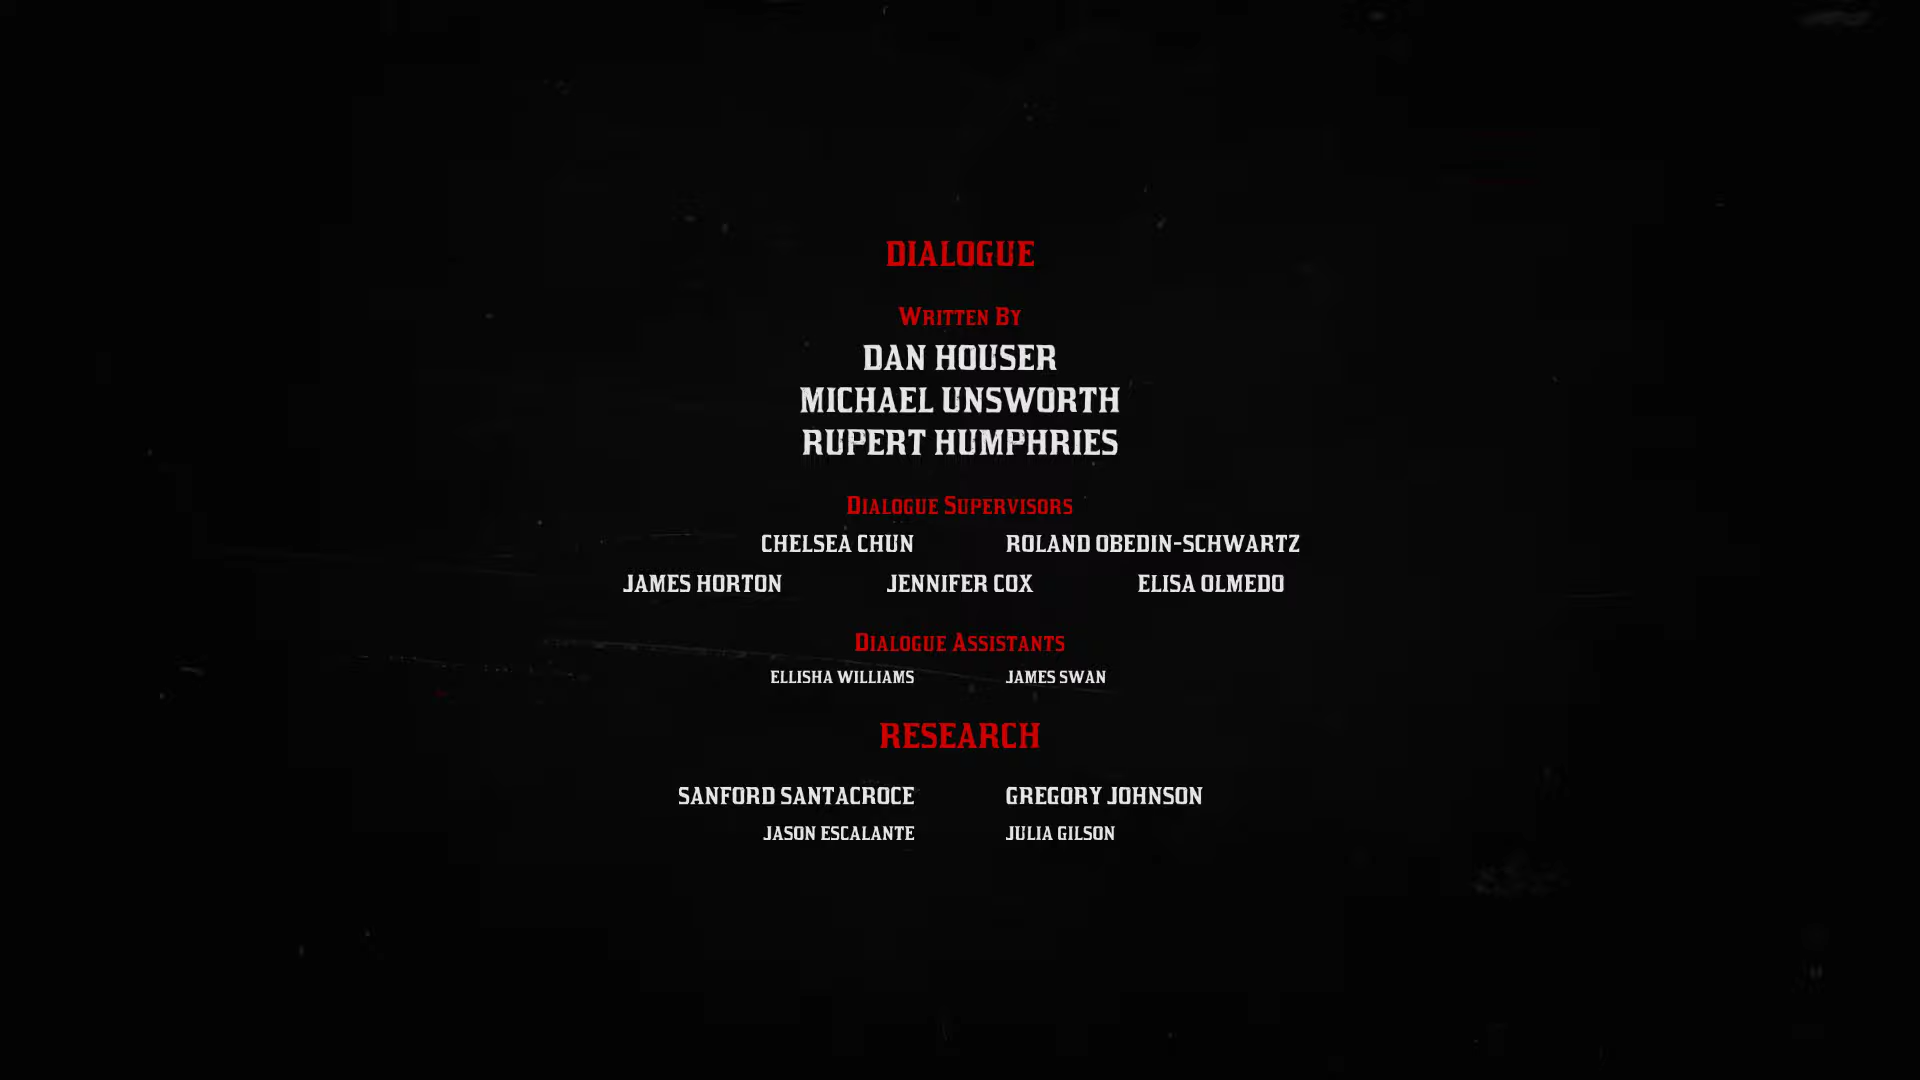 DIALOGUE
WRITTEN BY
DAN HOUSER
MICHAEL UNSWORTH
RUPERT HUMPHRIES
DIALOGUE SUPERVISORS
CHELSEA CHUN ROLAND OBEDIN-SCHWARTZ
JAMES HORTON JENNIFER COX ELISA OLMEDO
DIALOGUE ASSISTANTS
ELLISHA WILLIAMS JAMES SWAN
RESEARCH
SANFORD SANTACROCE GREGORY JOHNSON
JASON ESCALANTE JULIA GILSON